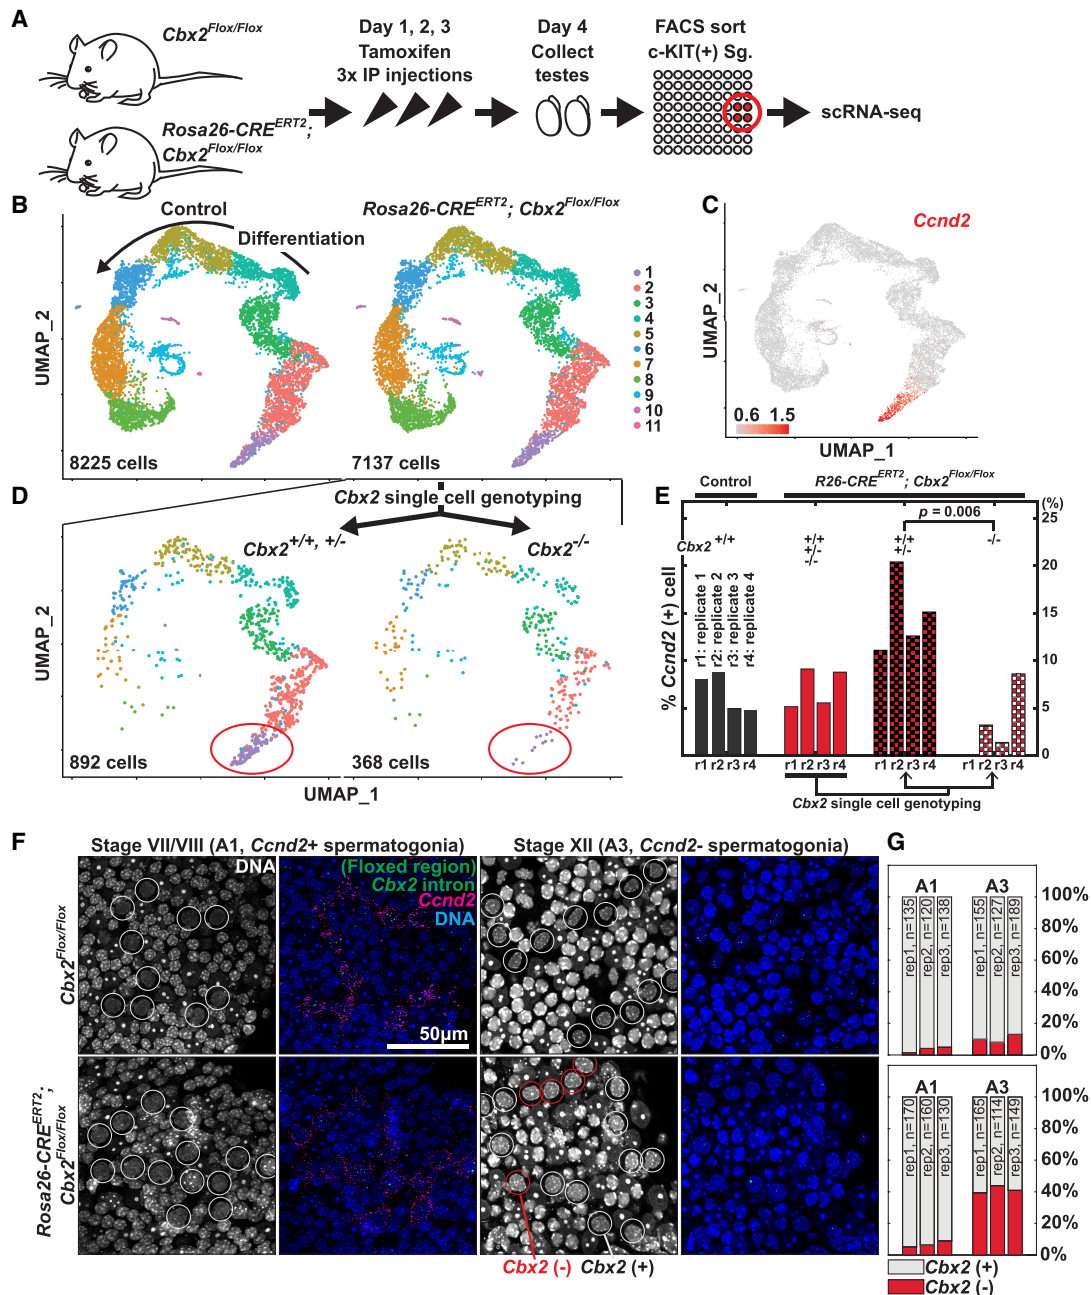 A
Cbx2Flox/Flox
Rosa26-CREERT2;
Cbx2Flox/Flox
Day 1, 2, 3
Tamoxifen
3x IP injections
Day 4
Collect
testes
FACS sort
c-KIT(+) Sg.
scRNA-seq
B
Control
Differentiation
Rosa26-CREERT2; Cbx2Flox/Flox
UMAP_2
8225 cells
7137 cells
1
2
3
4
5
6
7
8
9
10
11
C
Ccnd2
UMAP_2
0.6 1.5
UMAP_1
D
Cbx2 single cell genotyping
Cbx2+/+, +/-
Cbx2-/-
UMAP_2
892 cells
368 cells
UMAP_1
E
Control
R26-CREERT2; Cbx2Flox/Flox
(%)
p = 0.006
Cbx2 +/+
+/+
+/-
-/-
+/+
+/-
-/-
% Ccnd2 (+) cell
r1: replicate 1
r2: replicate 2
r3: replicate 3
r4: replicate 4
25
20
15
10
5
0
r1 r2 r3 r4
r1 r2 r3 r4
r1 r2 r3 r4
r1 r2 r3 r4
Cbx2 single cell genotyping
F
Stage VII/VIII (A1, Ccnd2+ spermatogonia)
Stage XII (A3, Ccnd2- spermatogonia)
Cbx2Flox/Flox
DNA
(Floxed region)
Cbx2 intron
Ccnd2
DNA
50µm
Rosa26-CREERT2;
Cbx2Flox/Flox
Cbx2 (-)
Cbx2 (+)
G
A1
A3
rep1, n=135
rep2, n=120
rep3, n=138
rep1, n=155
rep2, n=127
rep3, n=189
100%
80%
60%
40%
20%
0%
A1
A3
rep1, n=170
rep2, n=160
rep3, n=130
rep1, n=165
rep2, n=114
rep3, n=149
100%
80%
60%
40%
20%
0%
Cbx2 (+)
Cbx2 (-)